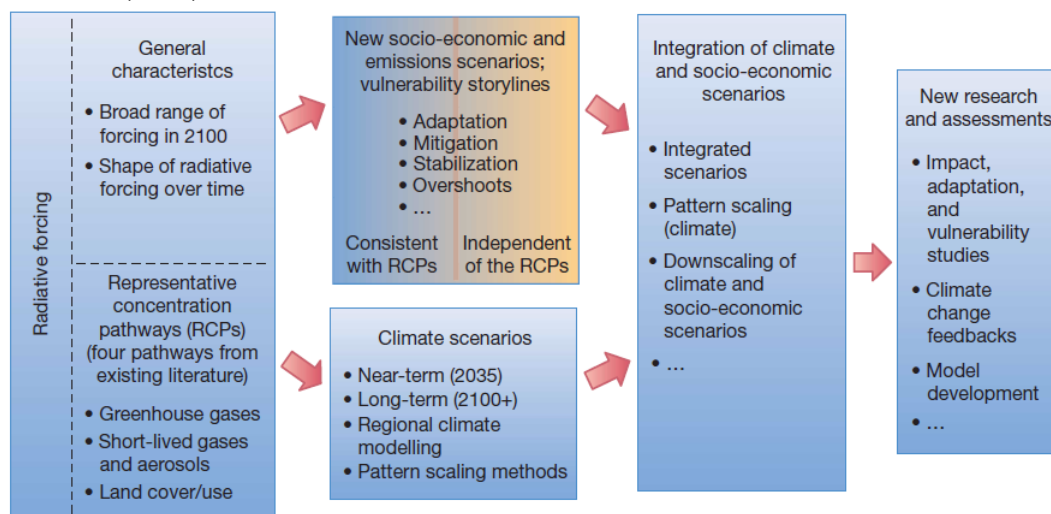 Radiative forcing
General
characteristcs
• Broad range of
forcing in 2100
• Shape of radiative
forcing over time
Representative
concentration
pathways (RCPs)
(four pathways from
existing literature)
• Greenhouse gases
• Short-lived gases
and aerosols
• Land cover/use
New socio-economic and
emissions scenarios;
vulnerability storylines
• Adaptation
• Mitigation
• Stabilization
• Overshoots
• ...
Consistent
with RCPs
Independent
of the RCPs
Climate scenarios
• Near-term (2035)
• Long-term (2100+)
• Regional climate
modelling
• Pattern scaling methods
Integration of climate
and socio-economic
scenarios
• Integrated
scenarios
• Pattern scaling
(climate)
• Downscaling of
climate and
socio-economic
scenarios
• ...
New research
and assessments
• Impact,
adaptation,
and
vulnerability
studies
• Climate
change
feedbacks
• Model
development
• ...